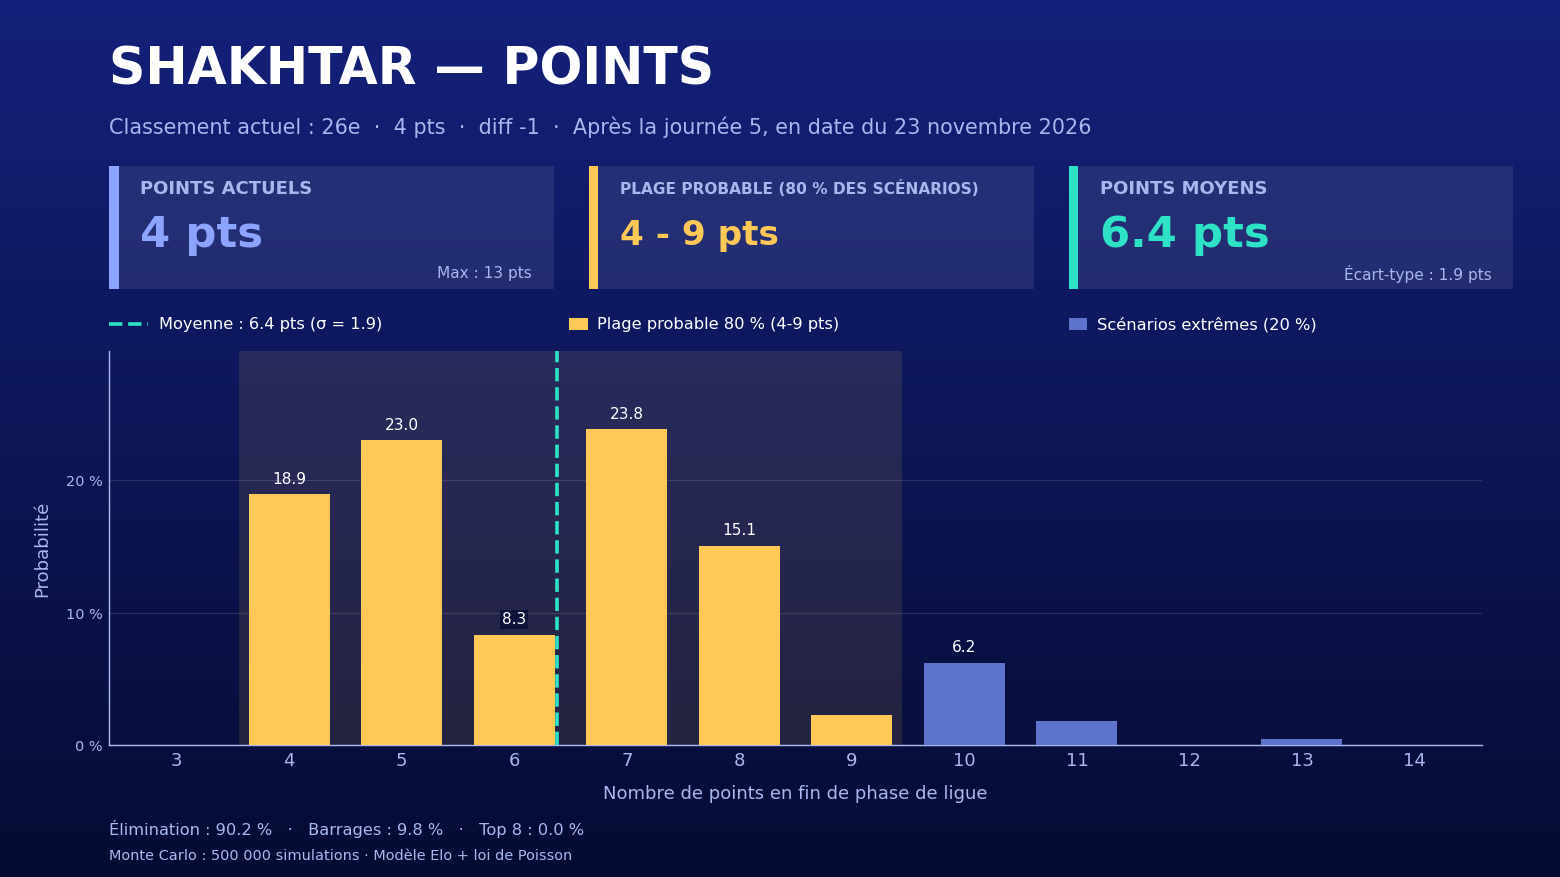 SHAKHTAR — POINTS
Classement actuel : 26e · 4 pts · diff -1 · Après la journée 5, en date du 23 novembre 2026
POINTS ACTUELS
4 pts
Max : 13 pts
PLAGE PROBABLE (80 % DES SCÉNARIOS)
4 - 9 pts
POINTS MOYENS
6.4 pts
Écart-type : 1.9 pts
Moyenne : 6.4 pts (σ = 1.9)
Plage probable 80 % (4-9 pts)
Scénarios extrêmes (20 %)
Probabilité
20 %
10 %
0 %
18.9
23.0
8.3
23.8
15.1
6.2
3 4 5 6 7 8 9 10 11 12 13 14
Nombre de points en fin de phase de ligue
Élimination : 90.2 % · Barrages : 9.8 % · Top 8 : 0.0 %
Monte Carlo : 500 000 simulations · Modèle Elo + loi de Poisson